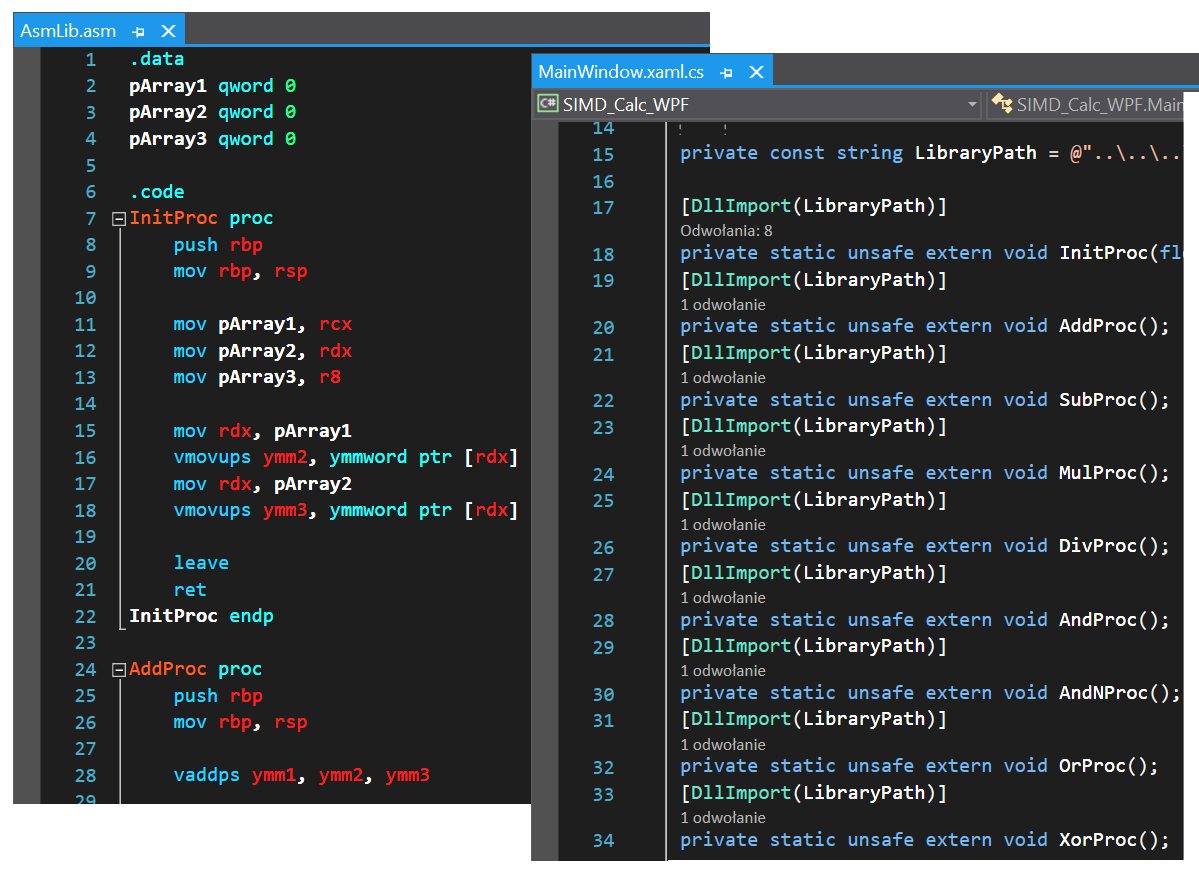 AsmLib.asm
1 .data
2 pArray1 qword 0
3 pArray2 qword 0
4 pArray3 qword 0
5
6 .code
7 InitProc proc
8 push rbp
9 mov rbp, rsp
10
11 mov pArray1, rcx
12 mov pArray2, rdx
13 mov pArray3, r8
14
15 mov rdx, pArray1
16 vmovups ymm2, ymmword ptr [rdx]
17 mov rdx, pArray2
18 vmovups ymm3, ymmword ptr [rdx]
19
20 leave
21 ret
22 InitProc endp
23
24 AddProc proc
25 push rbp
26 mov rbp, rsp
27
28 vaddps ymm1, ymm2, ymm3
29
MainWindow.xaml.cs
C# SIMD_Calc_WPF SIMD_Calc_WPF.Main
14
15 private const string LibraryPath = @"..\..\..
16
17 [DllImport(LibraryPath)]
Odwołania: 8
18 private static unsafe extern void InitProc(flo
19 [DllImport(LibraryPath)]
1 odwołanie
20 private static unsafe extern void AddProc();
21 [DllImport(LibraryPath)]
1 odwołanie
22 private static unsafe extern void SubProc();
23 [DllImport(LibraryPath)]
1 odwołanie
24 private static unsafe extern void MulProc();
25 [DllImport(LibraryPath)]
1 odwołanie
26 private static unsafe extern void DivProc();
27 [DllImport(LibraryPath)]
1 odwołanie
28 private static unsafe extern void AndProc();
29 [DllImport(LibraryPath)]
1 odwołanie
30 private static unsafe extern void AndNProc();
31 [DllImport(LibraryPath)]
1 odwołanie
32 private static unsafe extern void OrProc();
33 [DllImport(LibraryPath)]
1 odwołanie
34 private static unsafe extern void XorProc();